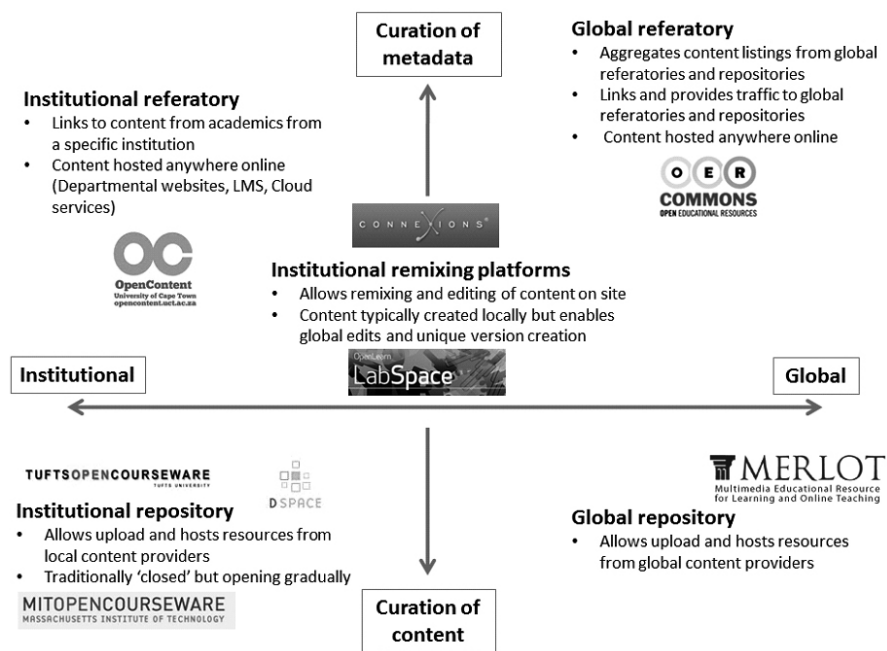 Curation of
metadata
Global referatory
• Aggregates content listings from global
referatories and repositories
• Links and provides traffic to global
referatories and repositories
• Content hosted anywhere online
OER
COMMONS
OPEN EDUCATIONAL RESOURCES
Institutional referatory
• Links to content from academics from
a specific institution
• Content hosted anywhere online
(Departmental websites, LMS, Cloud
services)
OC
OpenContent
University of Cape Town
opencontent.uct.ac.za
CONNEXIONS®
Institutional remixing platforms
• Allows remixing and editing of content on site
• Content typically created locally but enables
global edits and unique version creation
OpenLearn
LabSpace
Institutional
Global
TUFTSOPENCOURSEWARE
TUFTS UNIVERSITY
DSPACE
Institutional repository
• Allows upload and hosts resources from
local content providers
• Traditionally ‘closed’ but opening gradually
MITOPENCOURSEWARE
MASSACHUSETTS INSTITUTE OF TECHNOLOGY
MERLOT
Multimedia Educational Resource
for Learning and Online Teaching
Global repository
• Allows upload and hosts resources
from global content providers
Curation of
content